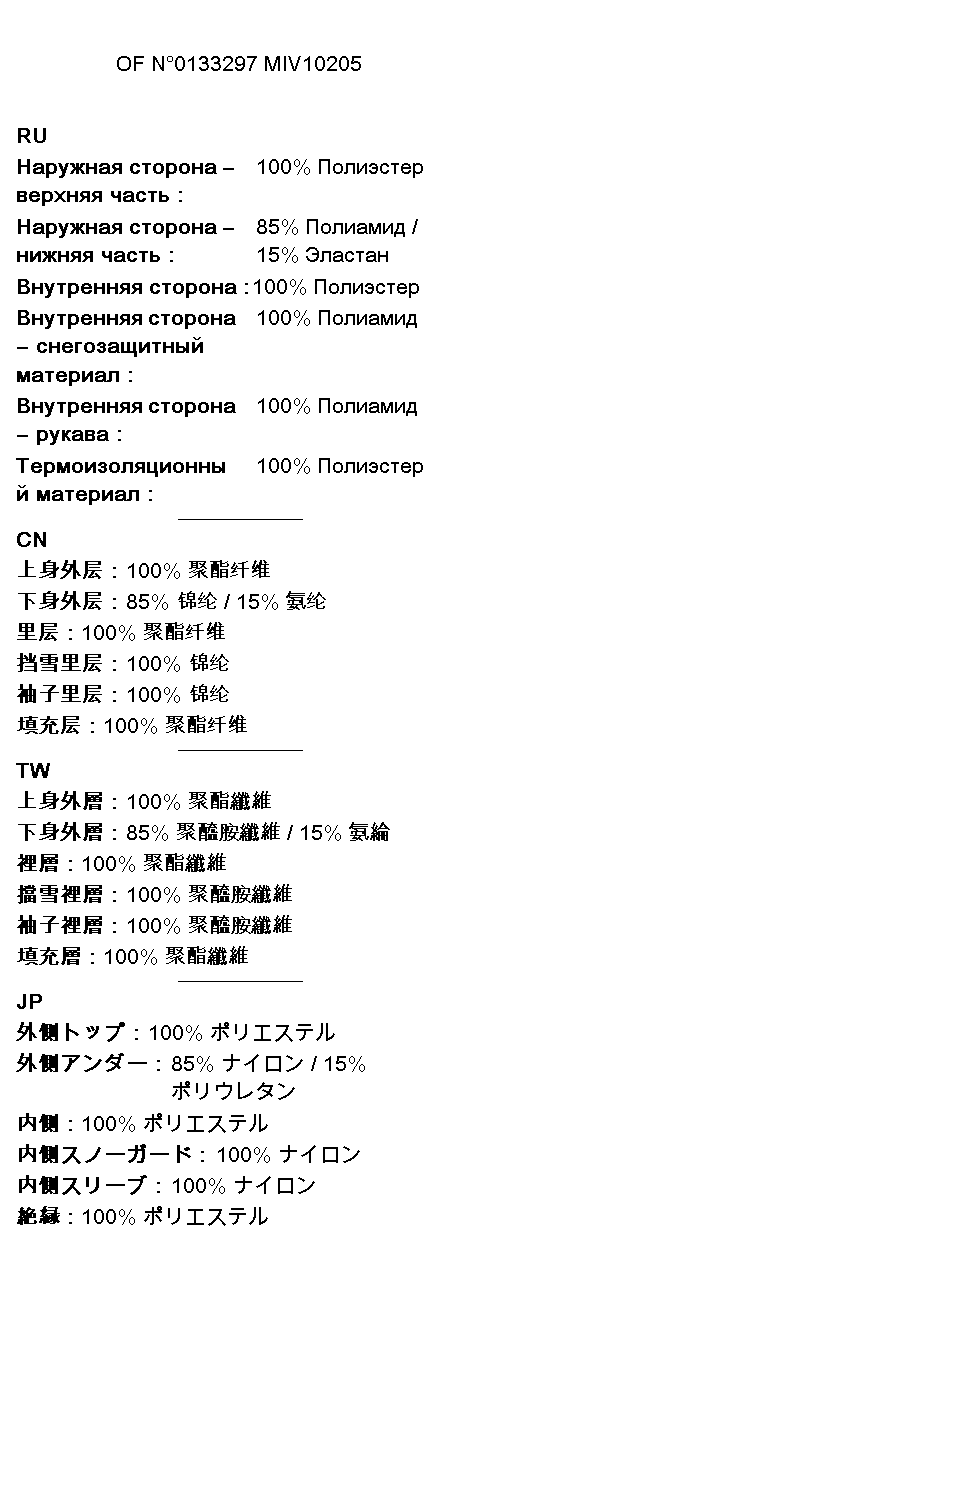 OF N°0133297 MIV10205
RU
Наружная сторона – 100% Полиэстер
верхняя часть :
Наружная сторона – 85% Полиамид /
нижняя часть : 15% Эластан
Внутренняя сторона : 100% Полиэстер
Внутренняя сторона 100% Полиамид
– снегозащитный
материал :
Внутренняя сторона 100% Полиамид
– рукава :
Термоизоляционны 100% Полиэстер
й материал :
CN
上身外层 : 100% 聚酯纤维
下身外层 : 85% 锦纶 / 15% 氨纶
里层 : 100% 聚酯纤维
挡雪里层 : 100% 锦纶
袖子里层 : 100% 锦纶
填充层 : 100% 聚酯纤维
TW
上身外層 : 100% 聚酯纖維
下身外層 : 85% 聚醯胺纖維 / 15% 氨綸
裡層 : 100% 聚酯纖維
擋雪裡層 : 100% 聚醯胺纖維
袖子裡層 : 100% 聚醯胺纖維
填充層 : 100% 聚酯纖維
JP
外側トップ : 100% ポリエステル
外側アンダー : 85% ナイロン / 15%
ポリウレタン
内側 : 100% ポリエステル
内側スノーガード : 100% ナイロン
内側スリーブ : 100% ナイロン
絶縁 : 100% ポリエステル